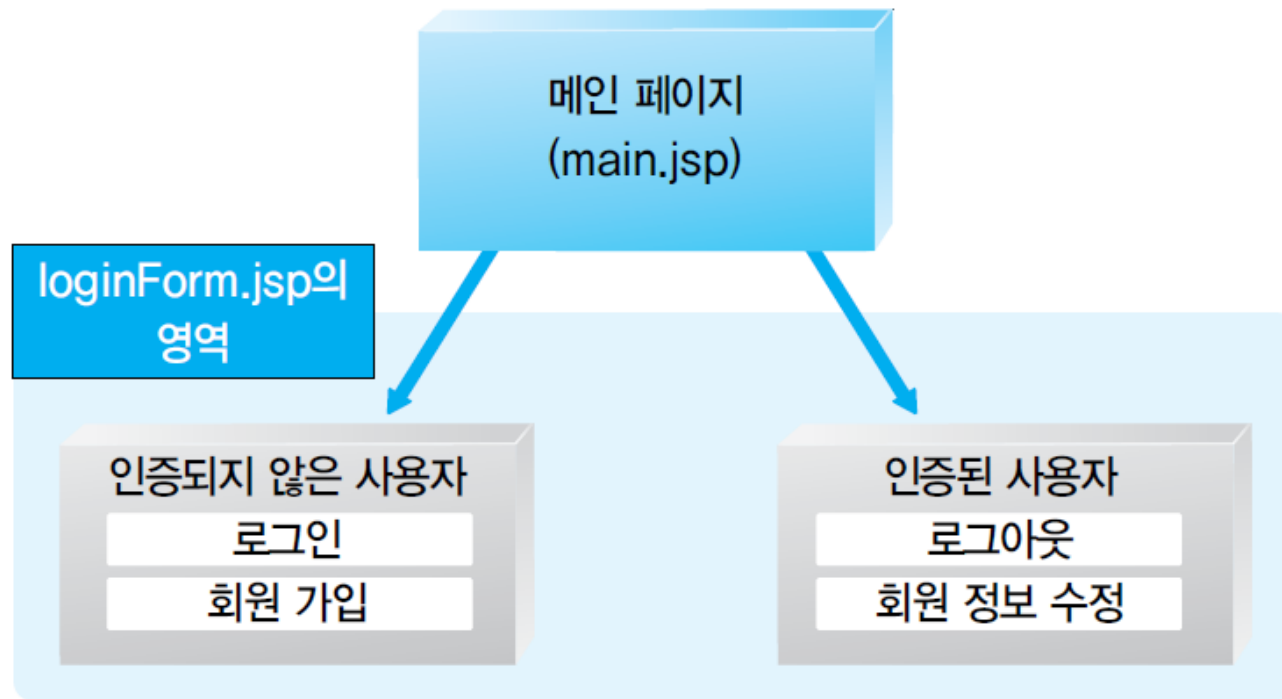 메인 페이지
(main.jsp)
loginForm.jsp의
영역
인증되지 않은 사용자
로그인
회원 가입
인증된 사용자
로그아웃
회원 정보 수정